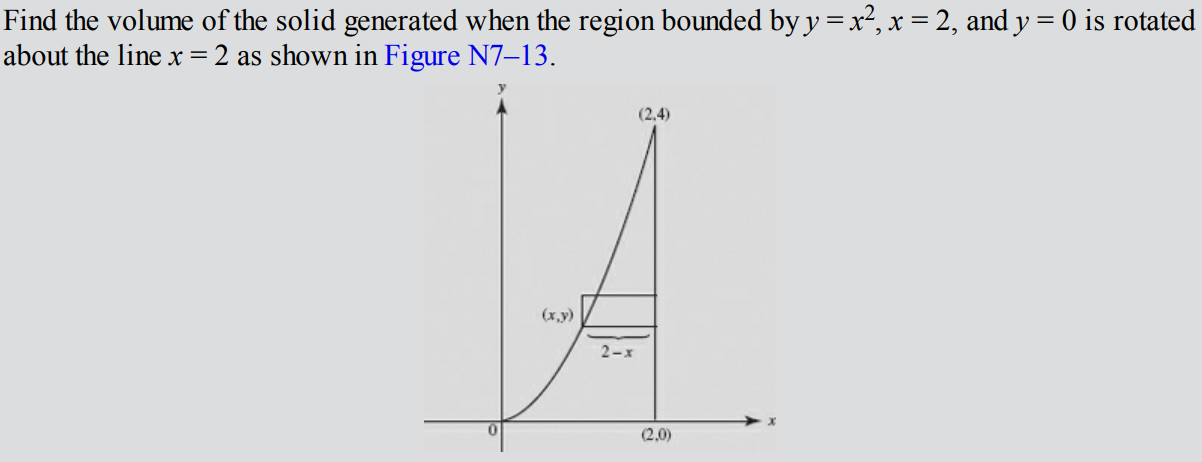 Find the volume of the solid generated when the region bounded by y = x², x = 2, and y = 0 is rotated
about the line x = 2 as shown in Figure N7–13.
y
(2,4)
(x,y)
2 – x
x
0
(2,0)